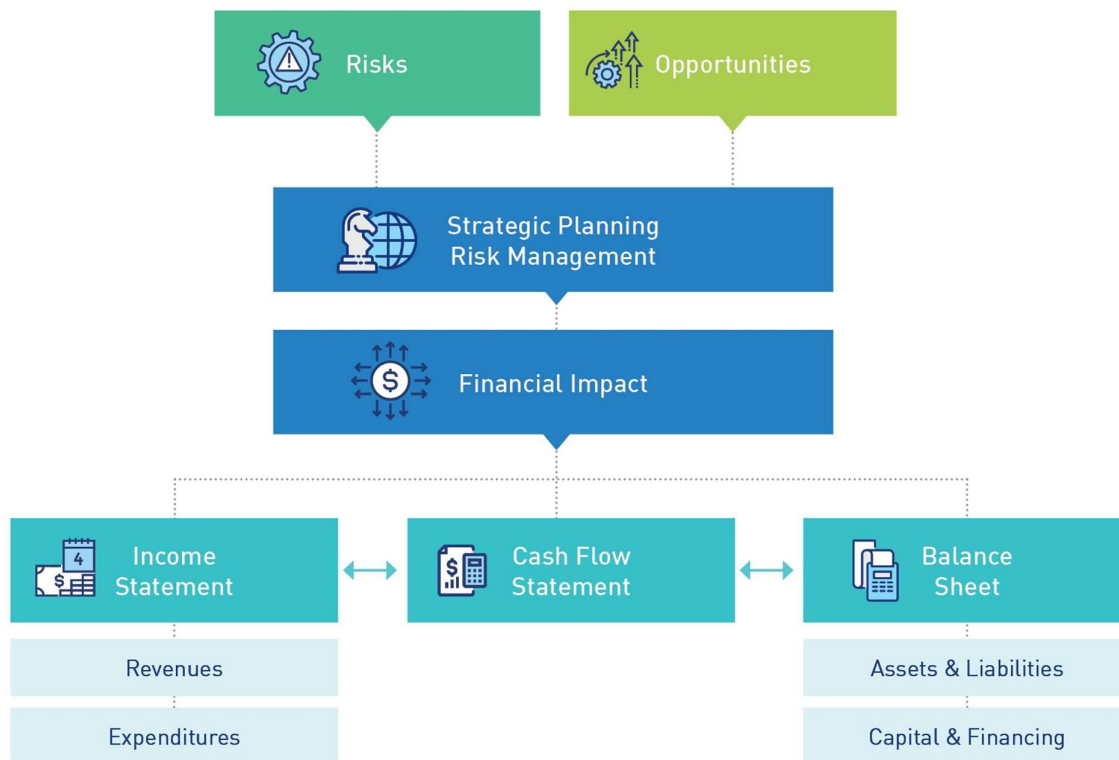 Risks
Opportunities
Strategic Planning
Risk Management
$
Financial Impact
4
$
Income
Statement
$
Cash Flow
Statement
Balance
Sheet
Revenues
Assets & Liabilities
Expenditures
Capital & Financing